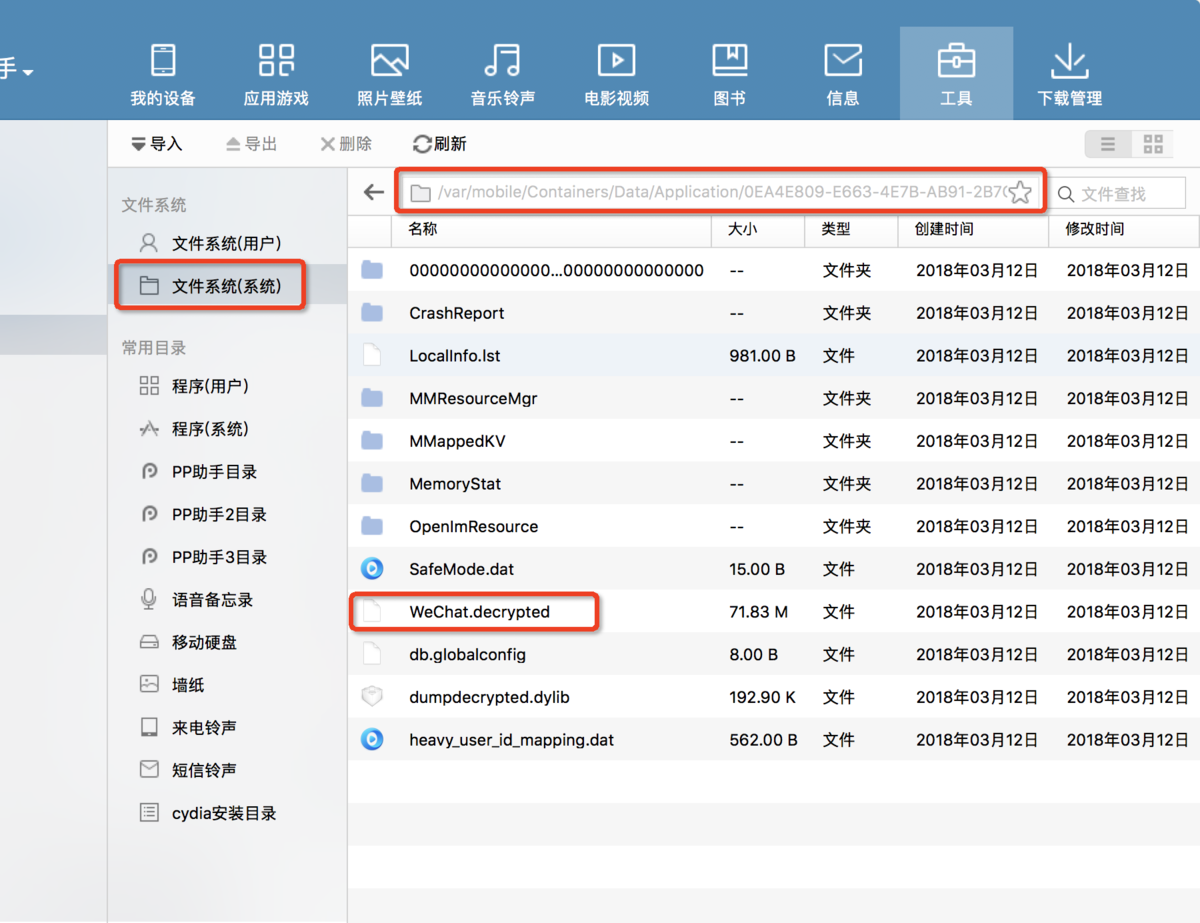 手
我的设备 应用游戏 照片壁纸 音乐铃声 电影视频 图书 信息 工具 下载管理
导入 导出 删除 刷新
文件系统
文件系统(用户)
文件系统(系统)
常用目录
程序(用户)
程序(系统)
PP助手目录
PP助手2目录
PP助手3目录
语音备忘录
移动硬盘
墙纸
来电铃声
短信铃声
cydia安装目录
/var/mobile/Containers/Data/Application/0EA4E809-E663-4E7B-AB91-2B7 文件查找
名称 大小 类型 创建时间 修改时间
00000000000000...00000000000000 -- 文件夹 2018年03月12日 2018年03月12日
CrashReport -- 文件夹 2018年03月12日 2018年03月12日
LocalInfo.lst 981.00 B 文件 2018年03月12日 2018年03月12日
MMResourceMgr -- 文件夹 2018年03月12日 2018年03月12日
MMappedKV -- 文件夹 2018年03月12日 2018年03月12日
MemoryStat -- 文件夹 2018年03月12日 2018年03月12日
OpenImResource -- 文件夹 2018年03月12日 2018年03月12日
SafeMode.dat 15.00 B 文件 2018年03月12日 2018年03月12日
WeChat.decrypted 71.83 M 文件 2018年03月12日 2018年03月12日
db.globalconfig 8.00 B 文件 2018年03月12日 2018年03月12日
dumpdecrypted.dylib 192.90 K 文件 2018年03月12日 2018年03月12日
heavy_user_id_mapping.dat 562.00 B 文件 2018年03月12日 2018年03月12日